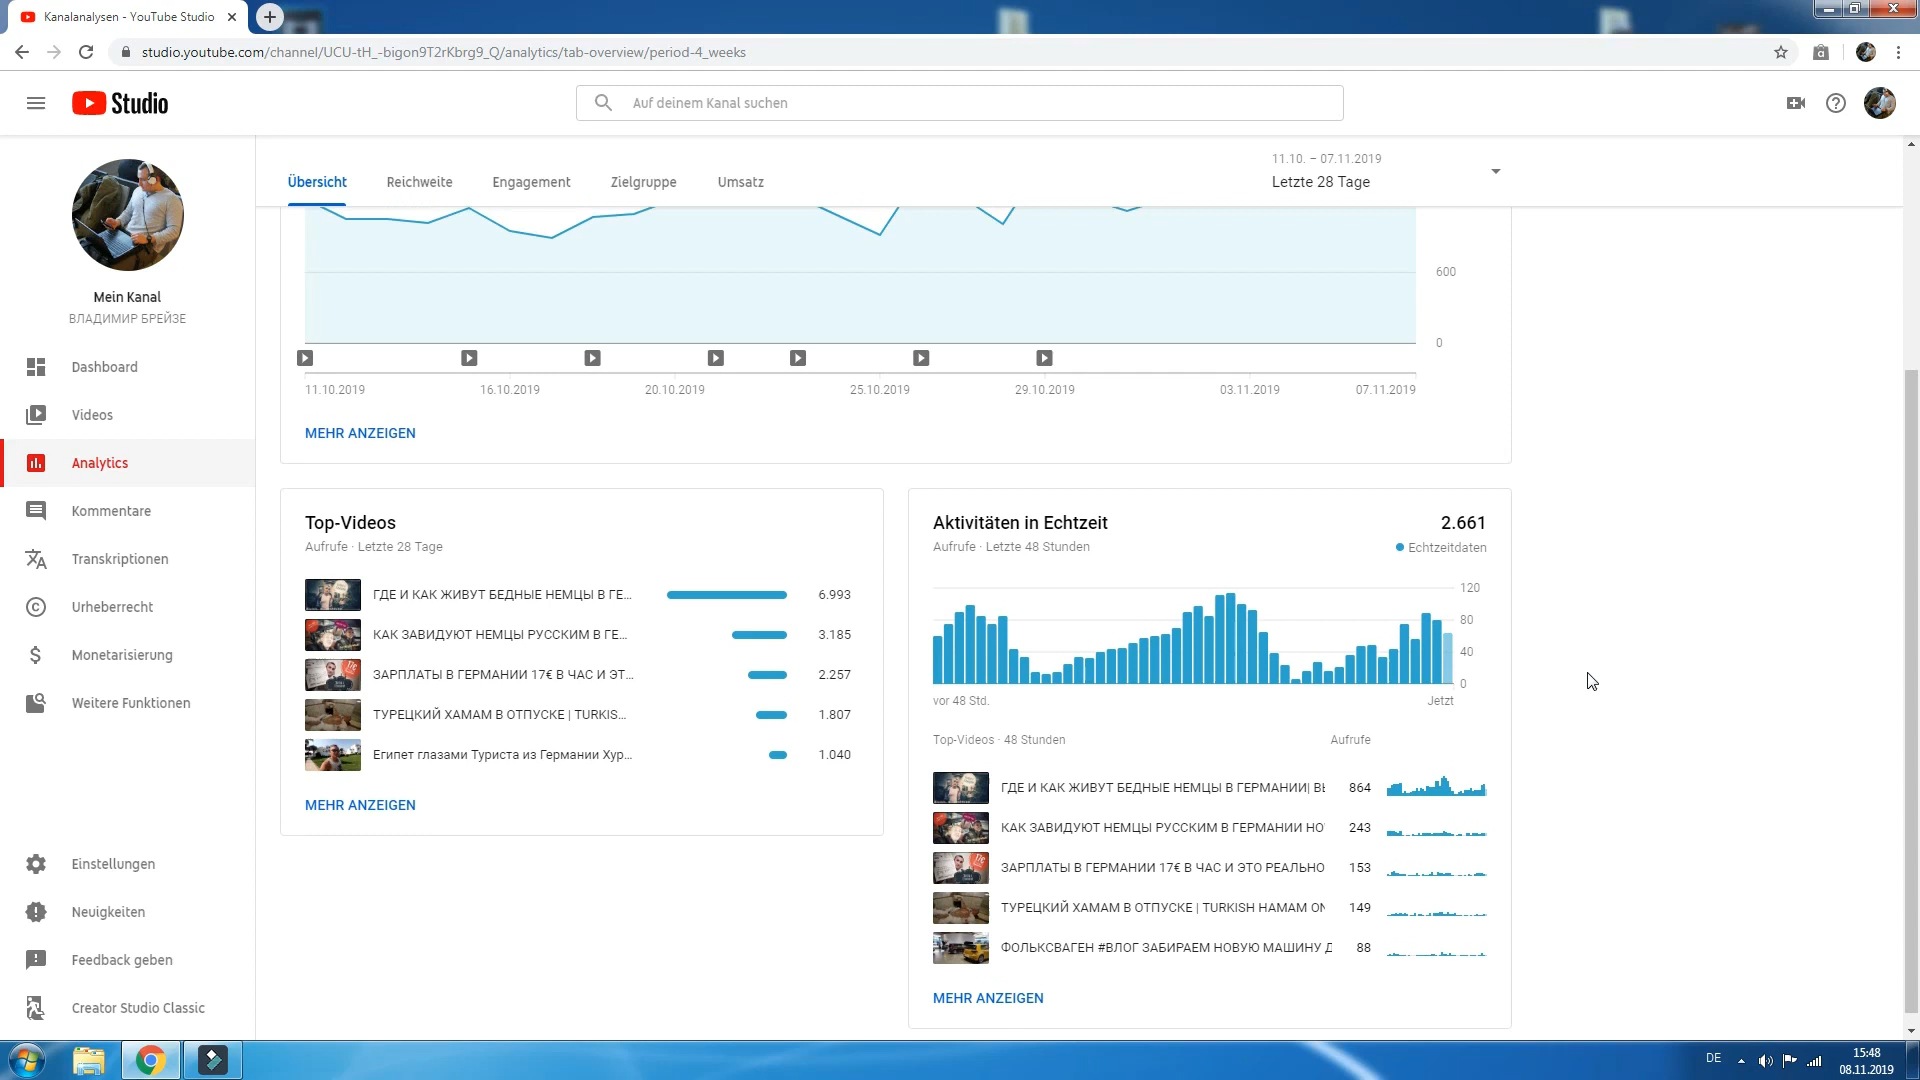 Kanalanalysen - YouTube Studio
studio.youtube.com/channel/UCU-tH_-bigon9T2rKbrg9_Q/analytics/tab-overview/period-4_weeks
Studio
Auf deinem Kanal suchen
Mein Kanal
ВЛАДИМИР БРЕЙЗЕ
Dashboard
Videos
Analytics
Kommentare
Transkriptionen
Urheberrecht
Monetarisierung
Weitere Funktionen
Einstellungen
Neuigkeiten
Feedback geben
Creator Studio Classic
Übersicht Reichweite Engagement Zielgruppe Umsatz
11.10. – 07.11.2019
Letzte 28 Tage
600
0
11.10.2019 16.10.2019 20.10.2019 25.10.2019 29.10.2019 03.11.2019 07.11.2019
MEHR ANZEIGEN
Top-Videos
Aufrufe · Letzte 28 Tage
ГДЕ И КАК ЖИВУТ БЕДНЫЕ НЕМЦЫ В ГЕ... 6.993
КАК ЗАВИДУЮТ НЕМЦЫ РУССКИМ В ГЕ... 3.185
ЗАРПЛАТЫ В ГЕРМАНИИ 17€ В ЧАС И ЭТ... 2.257
ТУРЕЦКИЙ ХАМАМ В ОТПУСКЕ | TURKIS... 1.807
Египет глазами Туриста из Германии Хур... 1.040
MEHR ANZEIGEN
Aktivitäten in Echtzeit 2.661
Aufrufe · Letzte 48 Stunden Echtzeitdaten
120
80
40
0
vor 48 Std. Jetzt
Top-Videos · 48 Stunden Aufrufe
ГДЕ И КАК ЖИВУТ БЕДНЫЕ НЕМЦЫ В ГЕРМАНИИ| ВЫ 864
КАК ЗАВИДУЮТ НЕМЦЫ РУССКИМ В ГЕРМАНИИ НО 243
ЗАРПЛАТЫ В ГЕРМАНИИ 17€ В ЧАС И ЭТО РЕАЛЬНО 153
ТУРЕЦКИЙ ХАМАМ В ОТПУСКЕ | TURKISH HAMAM ON 149
ФОЛЬКСВАГЕН #ВЛОГ ЗАБИРАЕМ НОВУЮ МАШИНУ Д 88
MEHR ANZEIGEN
DE
15:48
08.11.2019